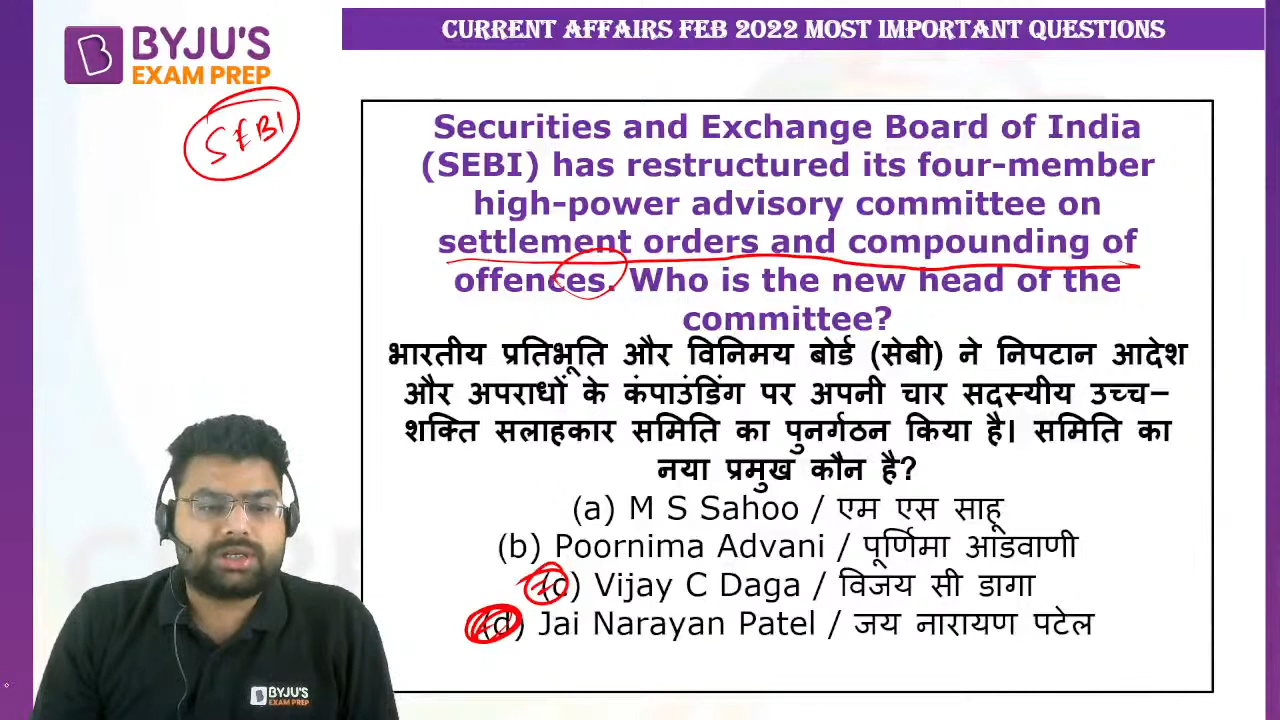 BYJU'S
EXAM PREP
CURRENT AFFAIRS FEB 2022 MOST IMPORTANT QUESTIONS
SEBI
Securities and Exchange Board of India
(SEBI) has restructured its four-member
high-power advisory committee on
settlement orders and compounding of
offences. Who is the new head of the
committee?
भारतीय प्रतिभूति और विनिमय बोर्ड (सेबी) ने निपटान आदेश
और अपराधों के कंपाउंडिंग पर अपनी चार सदस्यीय उच्च-
शक्ति सलाहकार समिति का पुनर्गठन किया है। समिति का
नया प्रमुख कौन है?
(a) M S Sahoo / एम एस साहू
(b) Poornima Advani / पूर्णिमा आडवाणी
(c) Vijay C Daga / विजय सी डागा
(d) Jai Narayan Patel / जय नारायण पटेल
BYJU'S
EXAM PREP